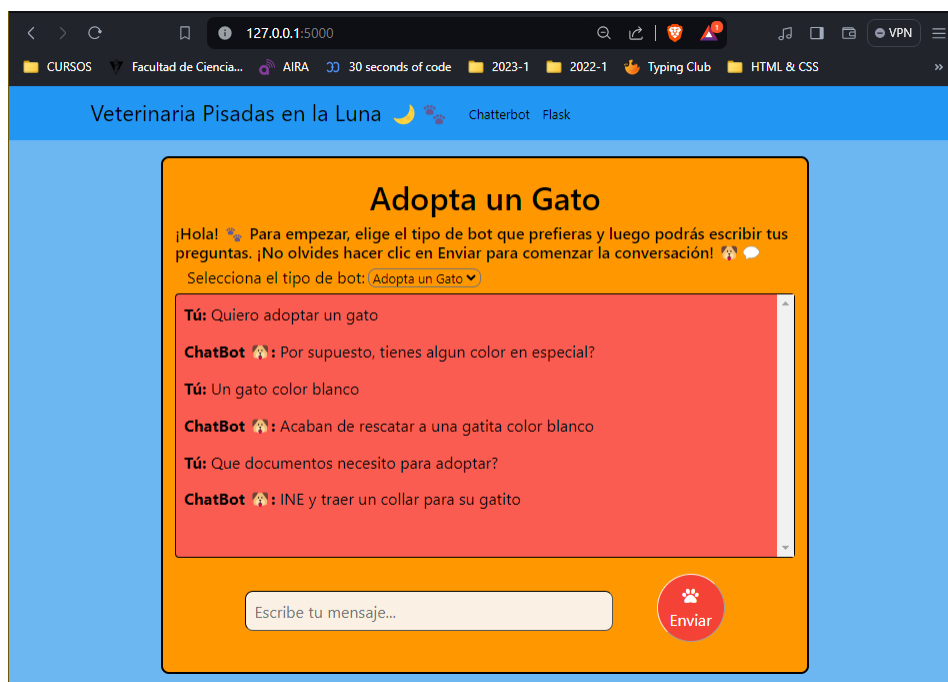 127.0.0.1:5000
1
VPN
CURSOS Facultad de Ciencia... AIRA 30 seconds of code 2023-1 2022-1 Typing Club HTML & CSS »
Veterinaria Pisadas en la Luna 🌙 🐾 Chatterbot Flask
Adopta un Gato
¡Hola! 🐾 Para empezar, elige el tipo de bot que prefieras y luego podrás escribir tus
preguntas. ¡No olvides hacer clic en Enviar para comenzar la conversación! 🐶 💬
Selecciona el tipo de bot: Adopta un Gato
Tú: Quiero adoptar un gato
ChatBot 🐶: Por supuesto, tienes algun color en especial?
Tú: Un gato color blanco
ChatBot 🐶: Acaban de rescatar a una gatita color blanco
Tú: Que documentos necesito para adoptar?
ChatBot 🐶: INE y traer un collar para su gatito
Escribe tu mensaje...
Enviar